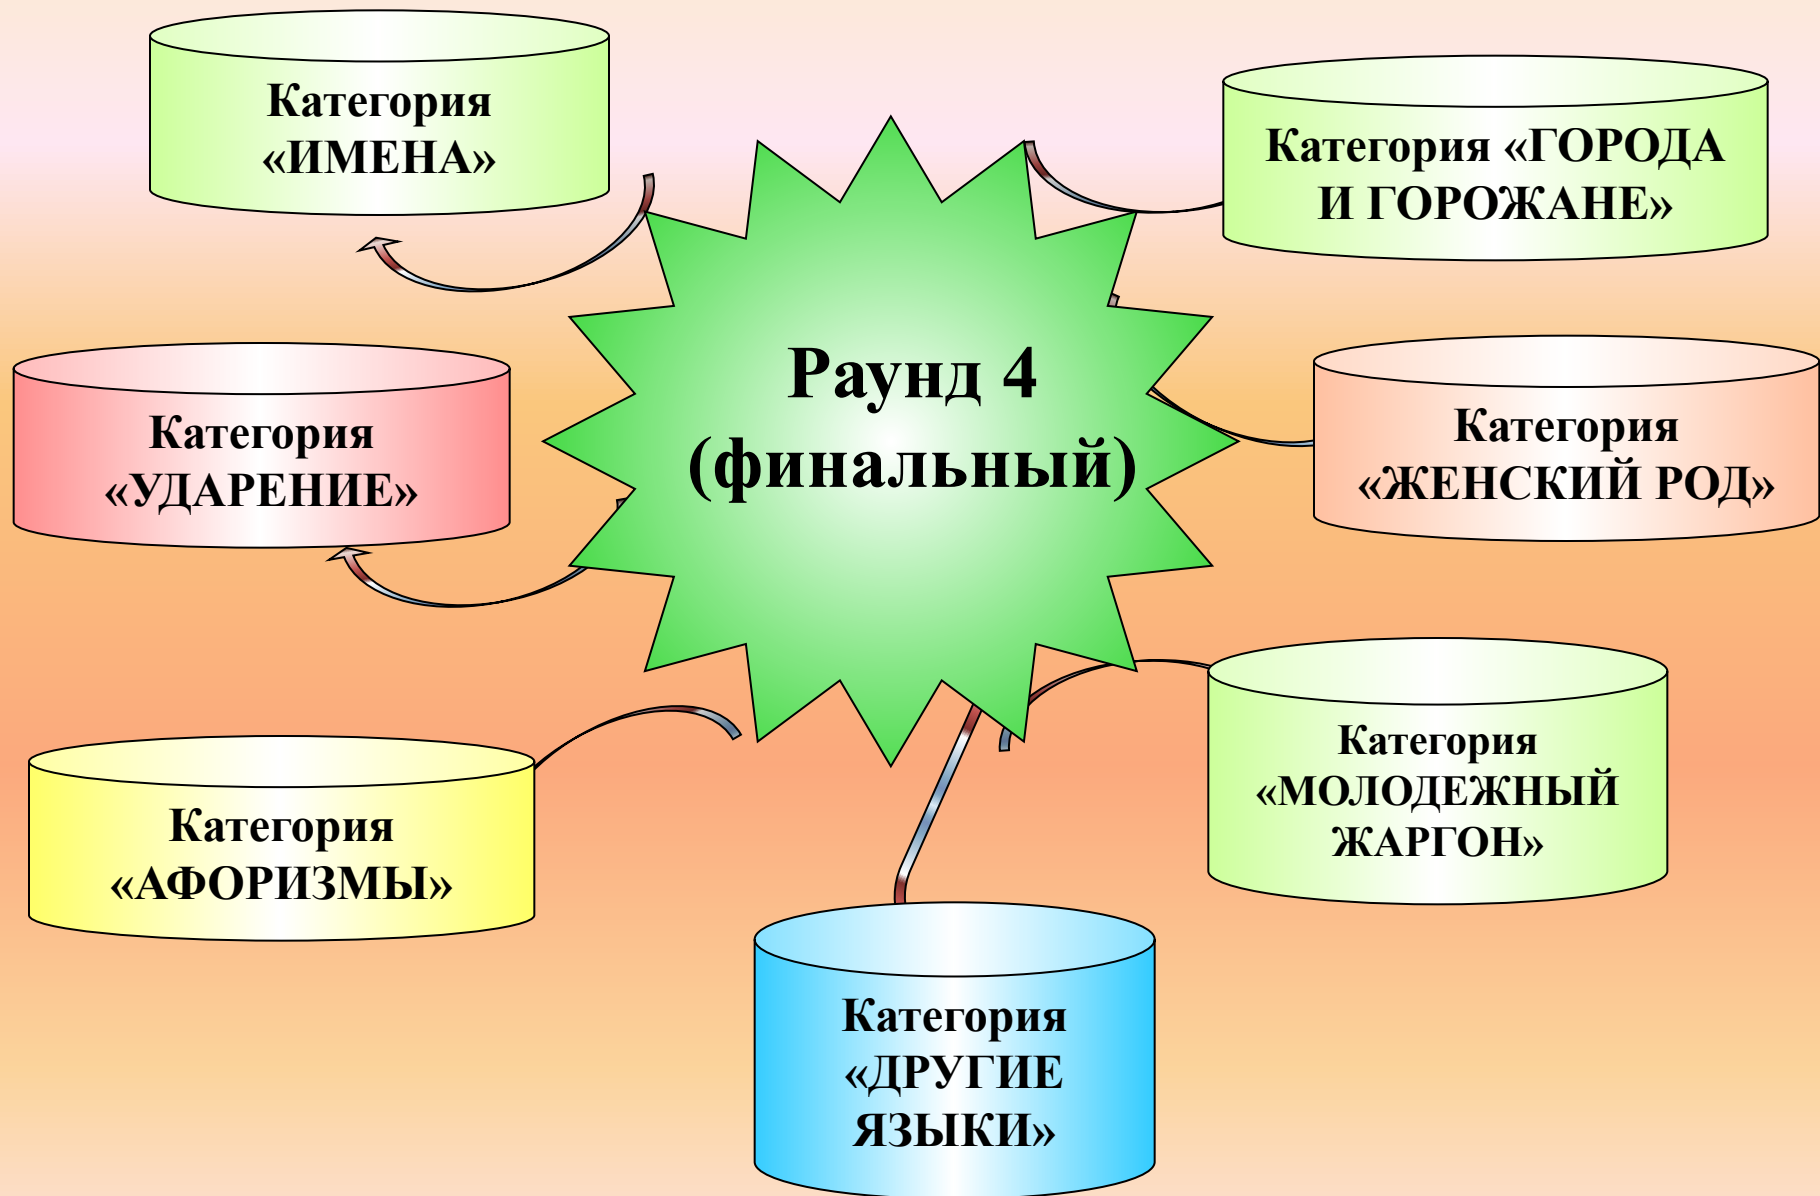 Категория
«ИМЕНА»
Категория «ГОРОДА
И ГОРОЖАНЕ»
Раунд 4
(финальный)
Категория
«УДАРЕНИЕ»
Категория
«ЖЕНСКИЙ РОД»
Категория
«АФОРИЗМЫ»
Категория
«МОЛОДЕЖНЫЙ
ЖАРГОН»
Категория
«ДРУГИЕ
ЯЗЫКИ»